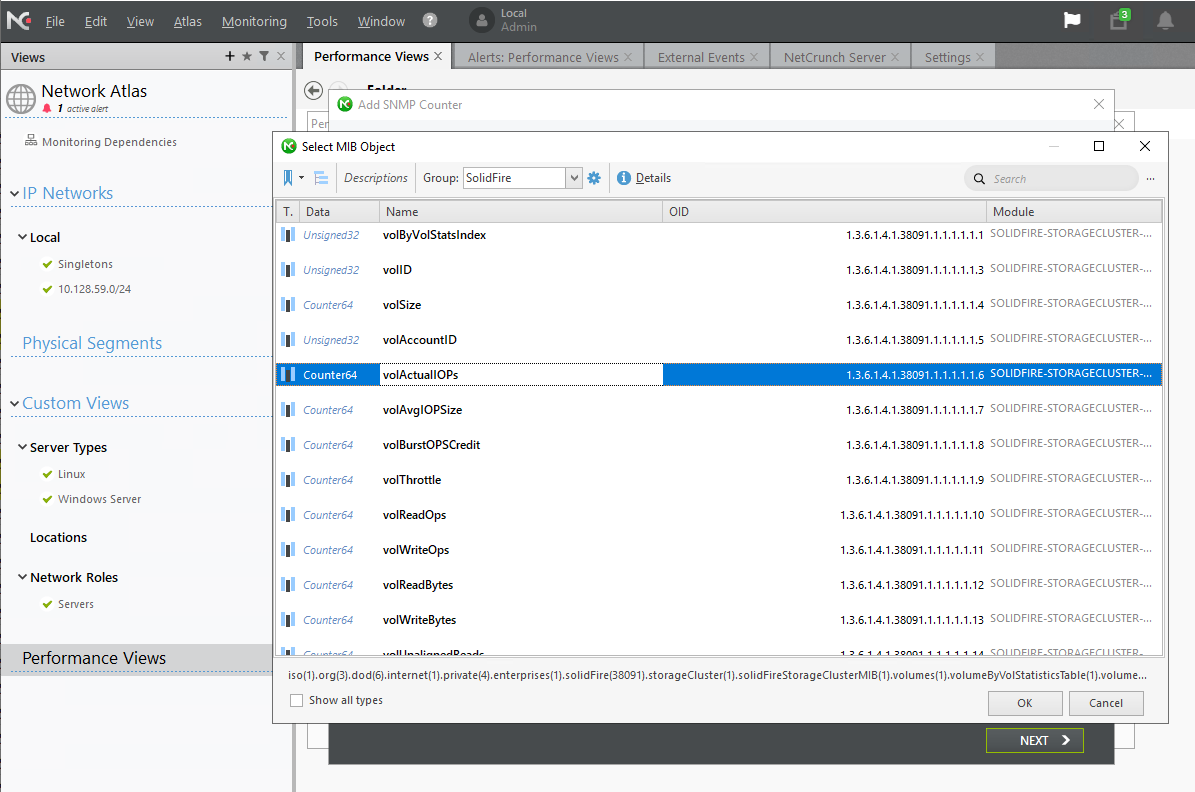 File Edit View Atlas Monitoring Tools Window ? Local
Admin
3
Views
Performance Views
Alerts: Performance Views
External Events
NetCrunch Server
Settings
Network Atlas
1 active alert
Monitoring Dependencies
IP Networks
Local
Singletons
10.128.59.0/24
Physical Segments
Custom Views
Server Types
Linux
Windows Server
Locations
Network Roles
Servers
Performance Views
Add SNMP Counter
Select MIB Object
Descriptions Group: SolidFire Details Search ...
T. Data Name OID Module
Unsigned32 volByVolStatsIndex 1.3.6.1.4.1.38091.1.1.1.1.1.1 SOLIDFIRE-STORAGECLUSTER-...
Unsigned32 volID 1.3.6.1.4.1.38091.1.1.1.1.1.3 SOLIDFIRE-STORAGECLUSTER-...
Counter64 volSize 1.3.6.1.4.1.38091.1.1.1.1.1.4 SOLIDFIRE-STORAGECLUSTER-...
Unsigned32 volAccountID 1.3.6.1.4.1.38091.1.1.1.1.1.5 SOLIDFIRE-STORAGECLUSTER-...
Counter64 volActualIOPs 1.3.6.1.4.1.38091.1.1.1.1.1.6 SOLIDFIRE-STORAGECLUSTER-...
Counter64 volAvgIOPSize 1.3.6.1.4.1.38091.1.1.1.1.1.7 SOLIDFIRE-STORAGECLUSTER-...
Counter64 volBurstOPSCredit 1.3.6.1.4.1.38091.1.1.1.1.1.8 SOLIDFIRE-STORAGECLUSTER-...
Counter64 volThrottle 1.3.6.1.4.1.38091.1.1.1.1.1.9 SOLIDFIRE-STORAGECLUSTER-...
Counter64 volReadOps 1.3.6.1.4.1.38091.1.1.1.1.1.10 SOLIDFIRE-STORAGECLUSTER-...
Counter64 volWriteOps 1.3.6.1.4.1.38091.1.1.1.1.1.11 SOLIDFIRE-STORAGECLUSTER-...
Counter64 volReadBytes 1.3.6.1.4.1.38091.1.1.1.1.1.12 SOLIDFIRE-STORAGECLUSTER-...
Counter64 volWriteBytes 1.3.6.1.4.1.38091.1.1.1.1.1.13 SOLIDFIRE-STORAGECLUSTER-...
Counter64 volUnalignedReads 1.3.6.1.4.1.38091.1.1.1.1.1.14 SOLIDFIRE-STORAGECLUSTER-...
iso(1).org(3).dod(6).internet(1).private(4).enterprises(1).solidFire(38091).storageCluster(1).solidFireStorageClusterMIB(1).volumes(1).volumeByVolStatisticsTable(1).volume...
Show all types
OK Cancel
NEXT